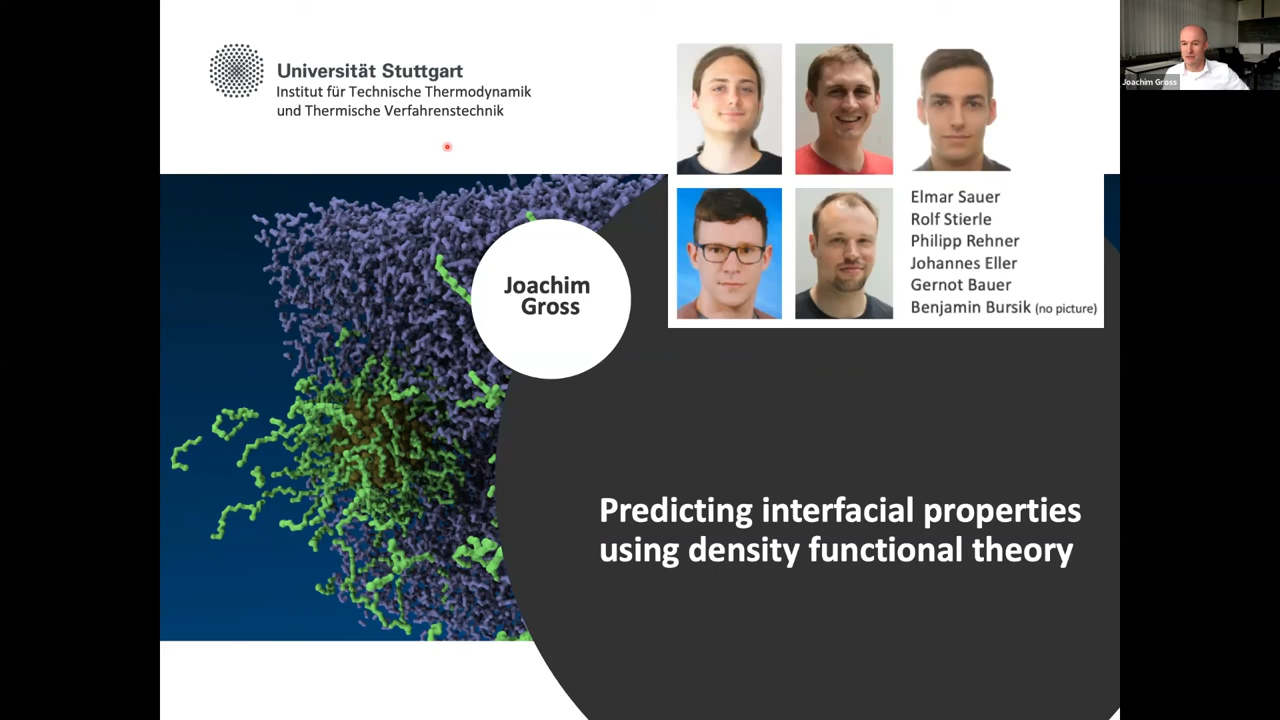 Universität Stuttgart
Institut für Technische Thermodynamik
und Thermische Verfahrenstechnik
Joachim Gross
Elmar Sauer
Rolf Stierle
Philipp Rehner
Johannes Eller
Gernot Bauer
Benjamin Bursik (no picture)
Joachim
Gross
Predicting interfacial properties
using density functional theory